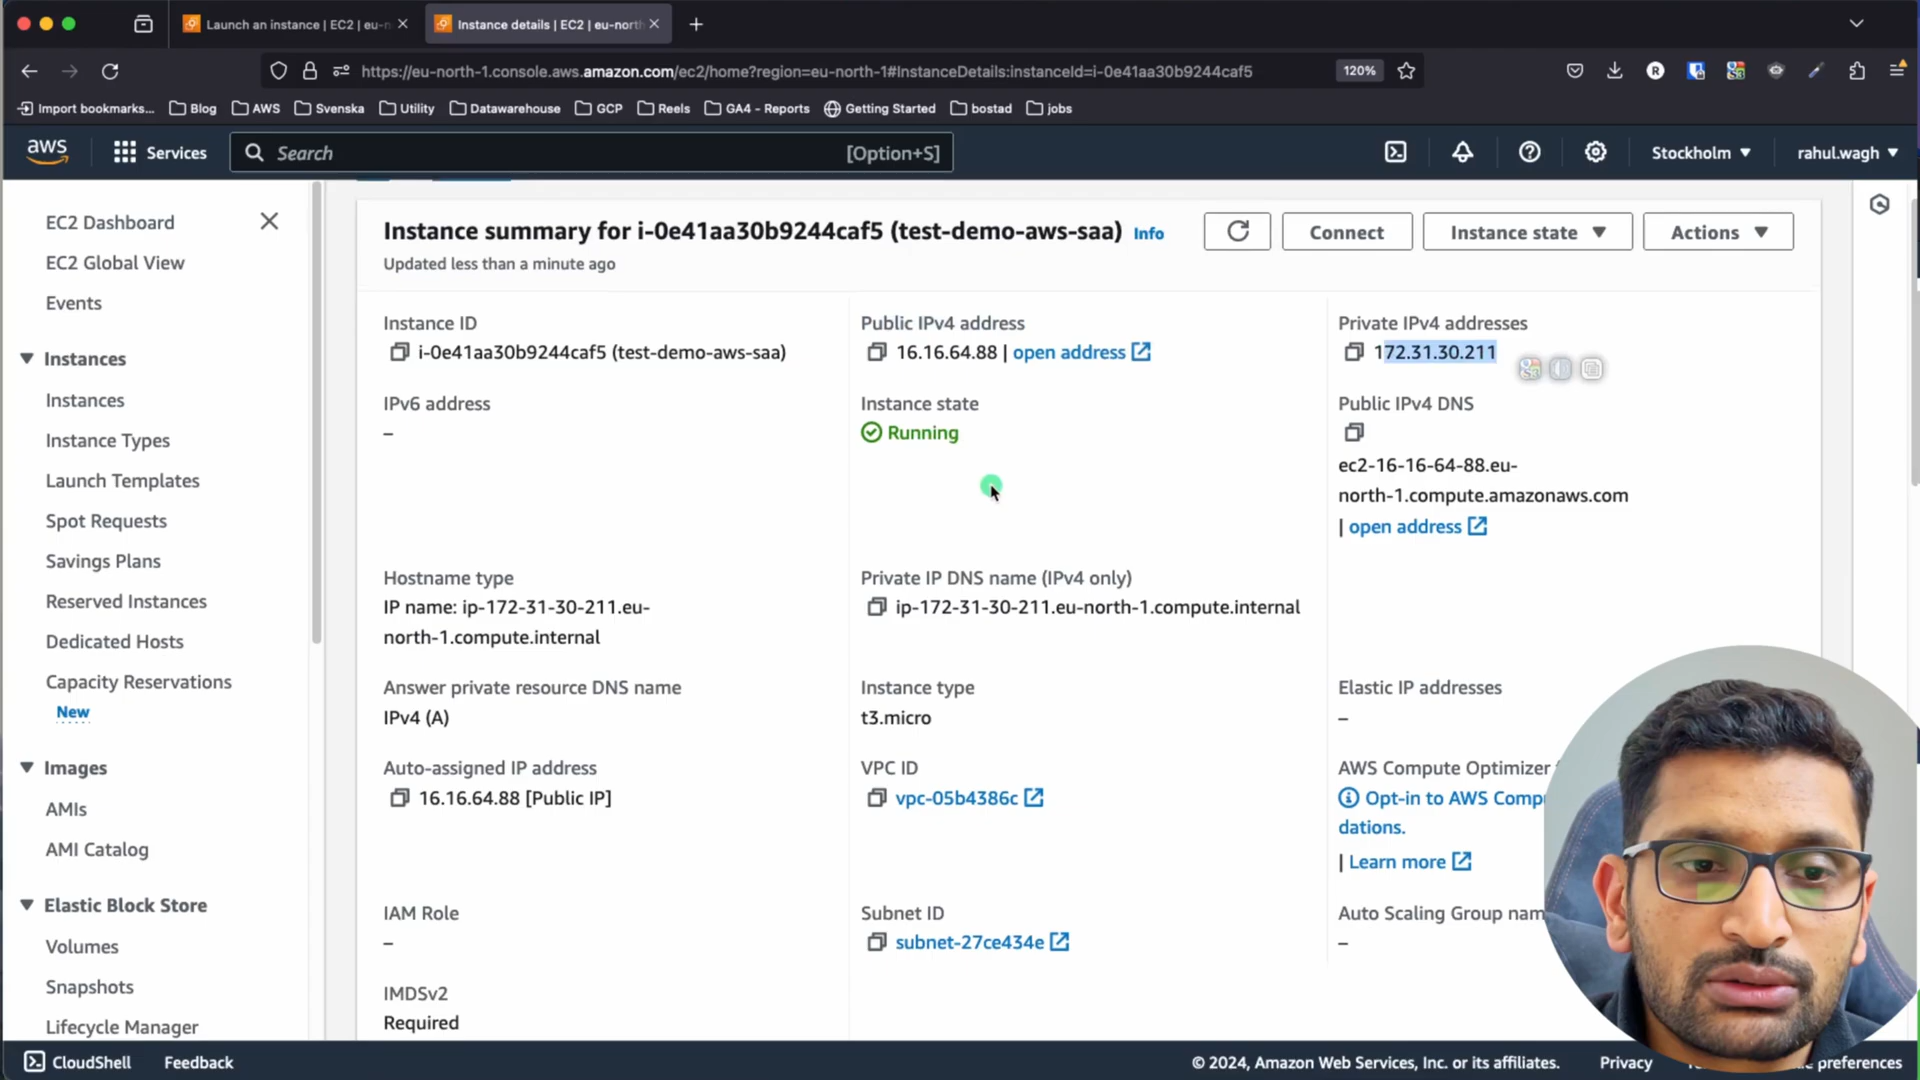 Launch an instance | EC2 | eu-n
Instance details | EC2 | eu-north
https://eu-north-1.console.aws.amazon.com/ec2/home?region=eu-north-1#InstanceDetails:instanceId=i-0e41aa30b9244caf5
120%
Import bookmarks...
Blog
AWS
Svenska
Utility
Datawarehouse
GCP
Reels
GA4 - Reports
Getting Started
bostad
jobs
aws
Services
Search
[Option+S]
Stockholm
rahul.wagh
EC2 Dashboard
EC2 Global View
Events
Instances
Instances
Instance Types
Launch Templates
Spot Requests
Savings Plans
Reserved Instances
Dedicated Hosts
Capacity Reservations
New
Images
AMIs
AMI Catalog
Elastic Block Store
Volumes
Snapshots
Lifecycle Manager
Instance summary for i-0e41aa30b9244caf5 (test-demo-aws-saa) Info
Updated less than a minute ago
Connect
Instance state
Actions
Instance ID
i-0e41aa30b9244caf5 (test-demo-aws-saa)
Public IPv4 address
16.16.64.88 | open address
Private IPv4 addresses
172.31.30.211
IPv6 address
–
Instance state
Running
Public IPv4 DNS
ec2-16-16-64-88.eu-
north-1.compute.amazonaws.com
| open address
Hostname type
IP name: ip-172-31-30-211.eu-
north-1.compute.internal
Private IP DNS name (IPv4 only)
ip-172-31-30-211.eu-north-1.compute.internal
Answer private resource DNS name
IPv4 (A)
Instance type
t3.micro
Elastic IP addresses
–
Auto-assigned IP address
16.16.64.88 [Public IP]
VPC ID
vpc-05b4386c
AWS Compute Optimizer
Opt-in to AWS Comp
dations.
| Learn more
IAM Role
–
Subnet ID
subnet-27ce434e
Auto Scaling Group nam
–
IMDSv2
Required
CloudShell
Feedback
© 2024, Amazon Web Services, Inc. or its affiliates.
Privacy
preferences